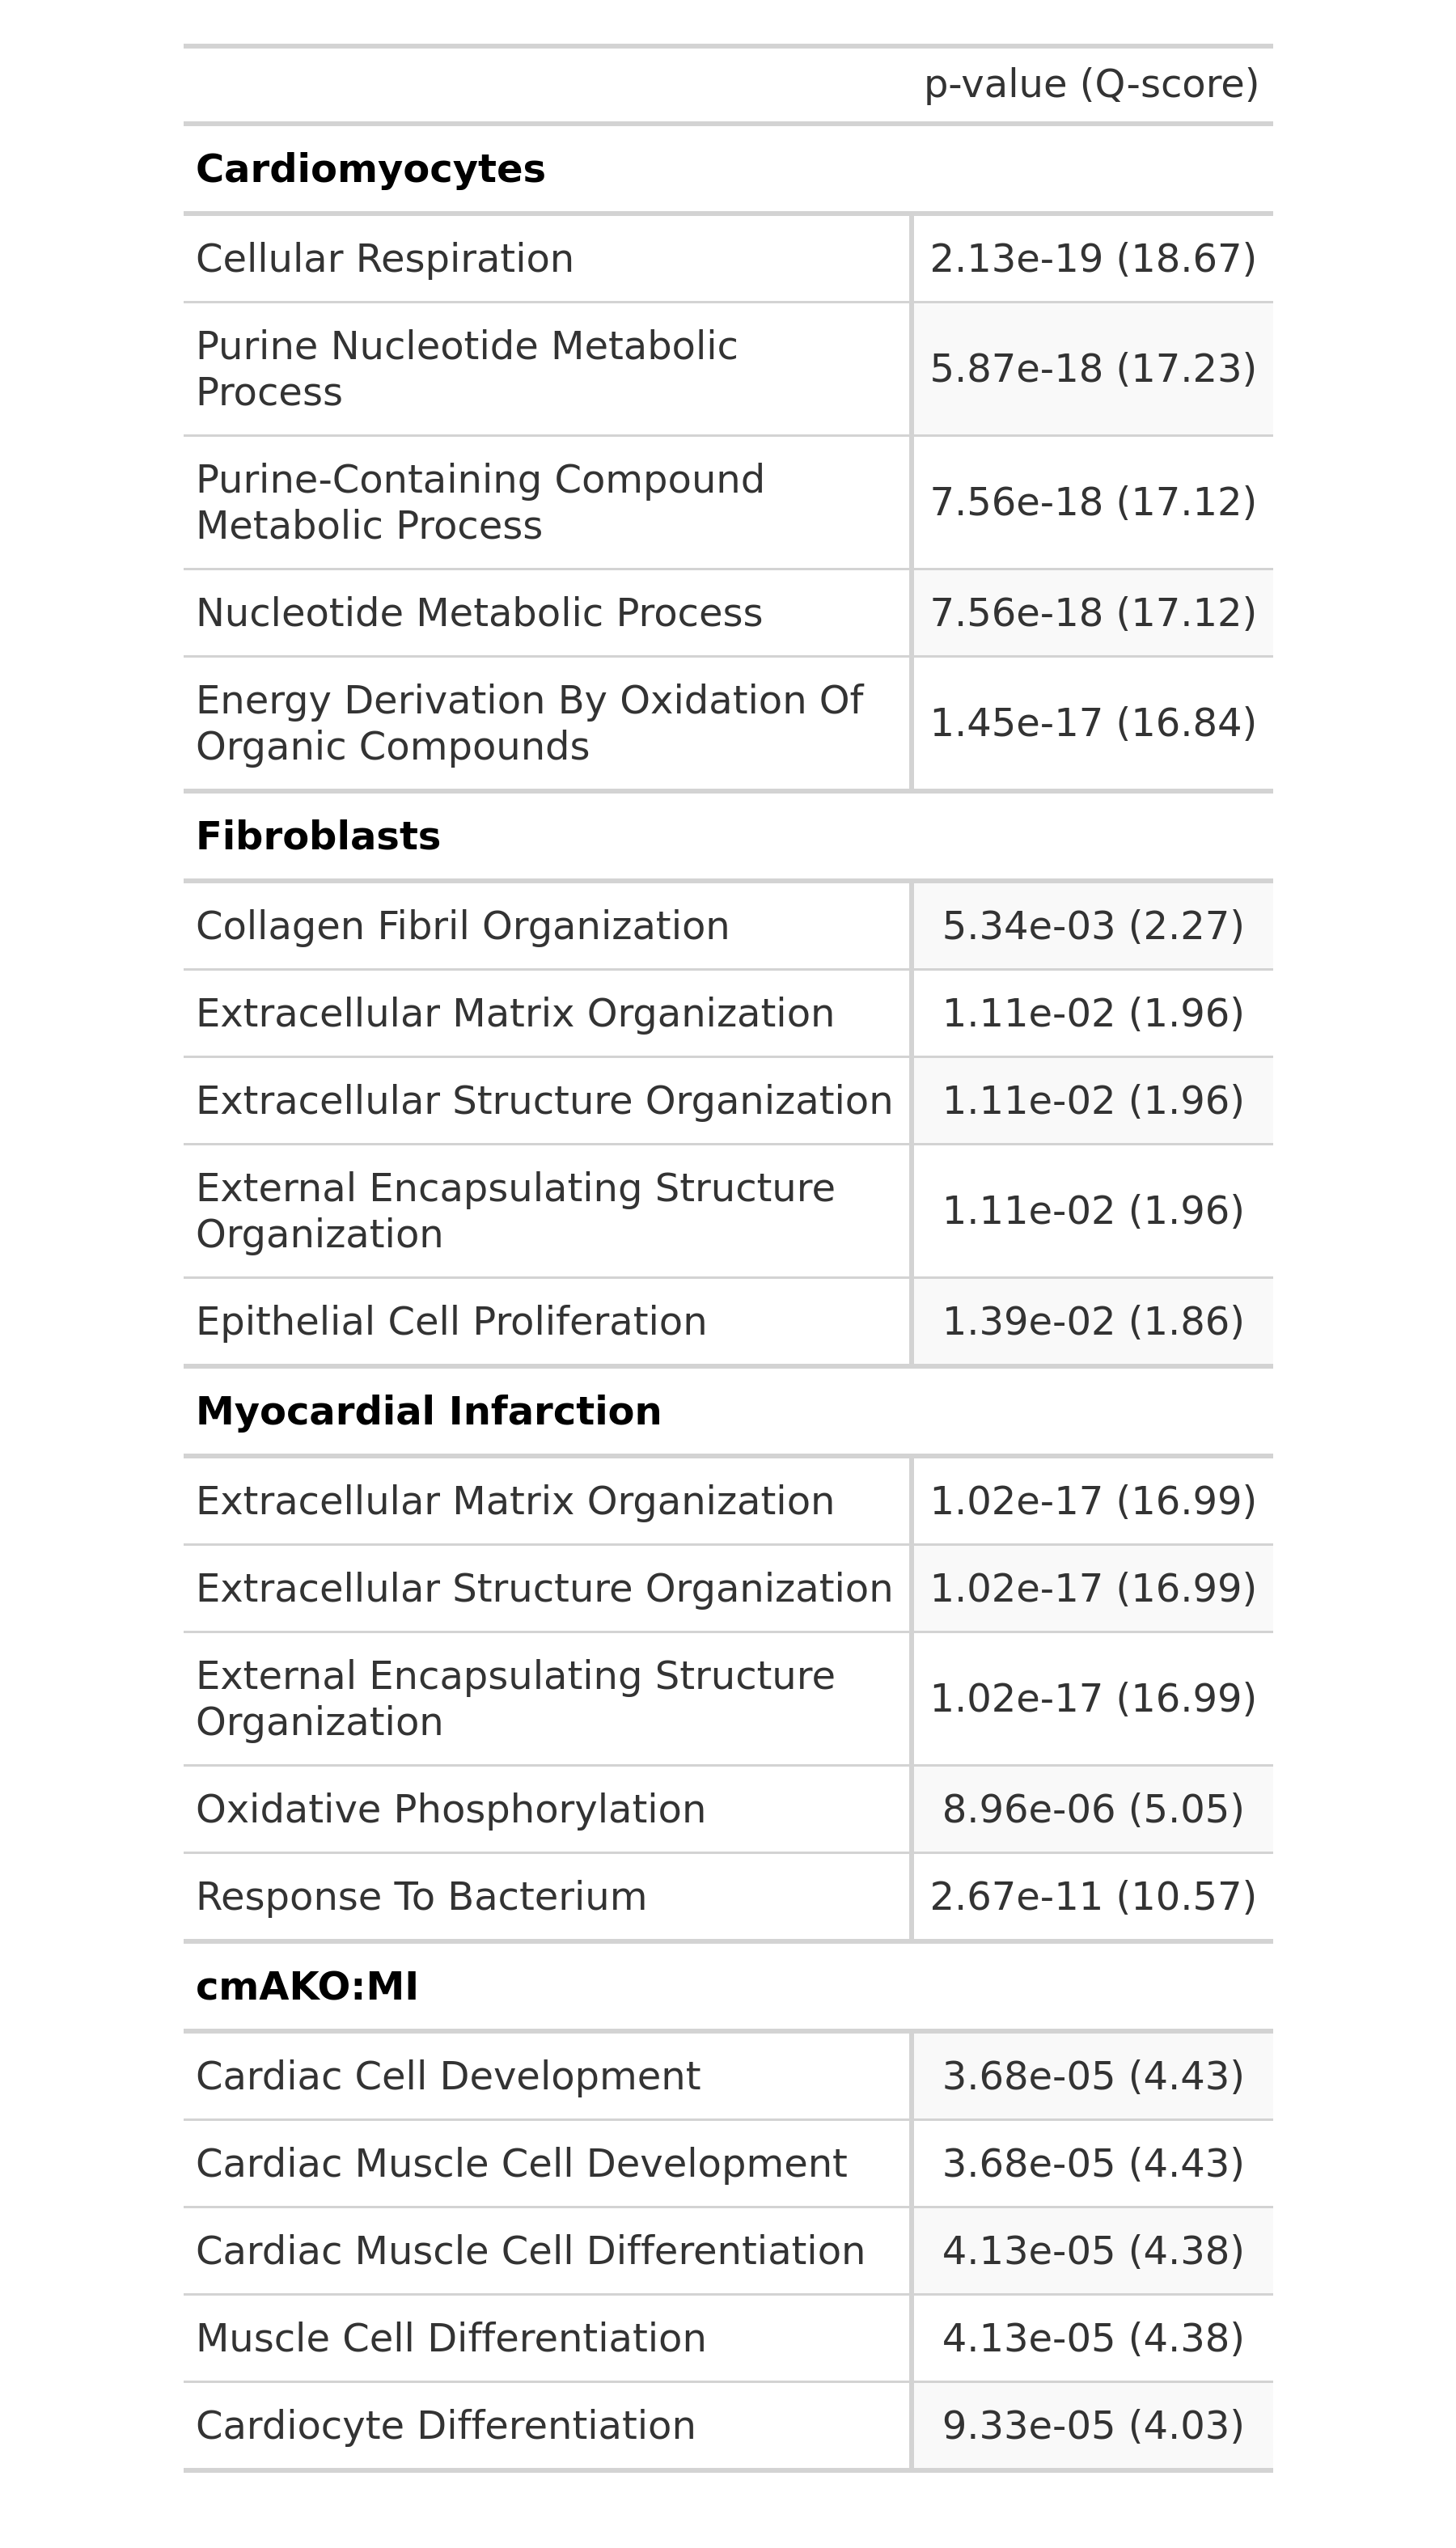 p-value (Q-score)
Cardiomyocytes
Cellular Respiration 2.13e-19 (18.67)
Purine Nucleotide Metabolic
Process 5.87e-18 (17.23)
Purine-Containing Compound
Metabolic Process 7.56e-18 (17.12)
Nucleotide Metabolic Process 7.56e-18 (17.12)
Energy Derivation By Oxidation Of
Organic Compounds 1.45e-17 (16.84)
Fibroblasts
Collagen Fibril Organization 5.34e-03 (2.27)
Extracellular Matrix Organization 1.11e-02 (1.96)
Extracellular Structure Organization 1.11e-02 (1.96)
External Encapsulating Structure
Organization 1.11e-02 (1.96)
Epithelial Cell Proliferation 1.39e-02 (1.86)
Myocardial Infarction
Extracellular Matrix Organization 1.02e-17 (16.99)
Extracellular Structure Organization 1.02e-17 (16.99)
External Encapsulating Structure
Organization 1.02e-17 (16.99)
Oxidative Phosphorylation 8.96e-06 (5.05)
Response To Bacterium 2.67e-11 (10.57)
cmAKO:MI
Cardiac Cell Development 3.68e-05 (4.43)
Cardiac Muscle Cell Development 3.68e-05 (4.43)
Cardiac Muscle Cell Differentiation 4.13e-05 (4.38)
Muscle Cell Differentiation 4.13e-05 (4.38)
Cardiocyte Differentiation 9.33e-05 (4.03)